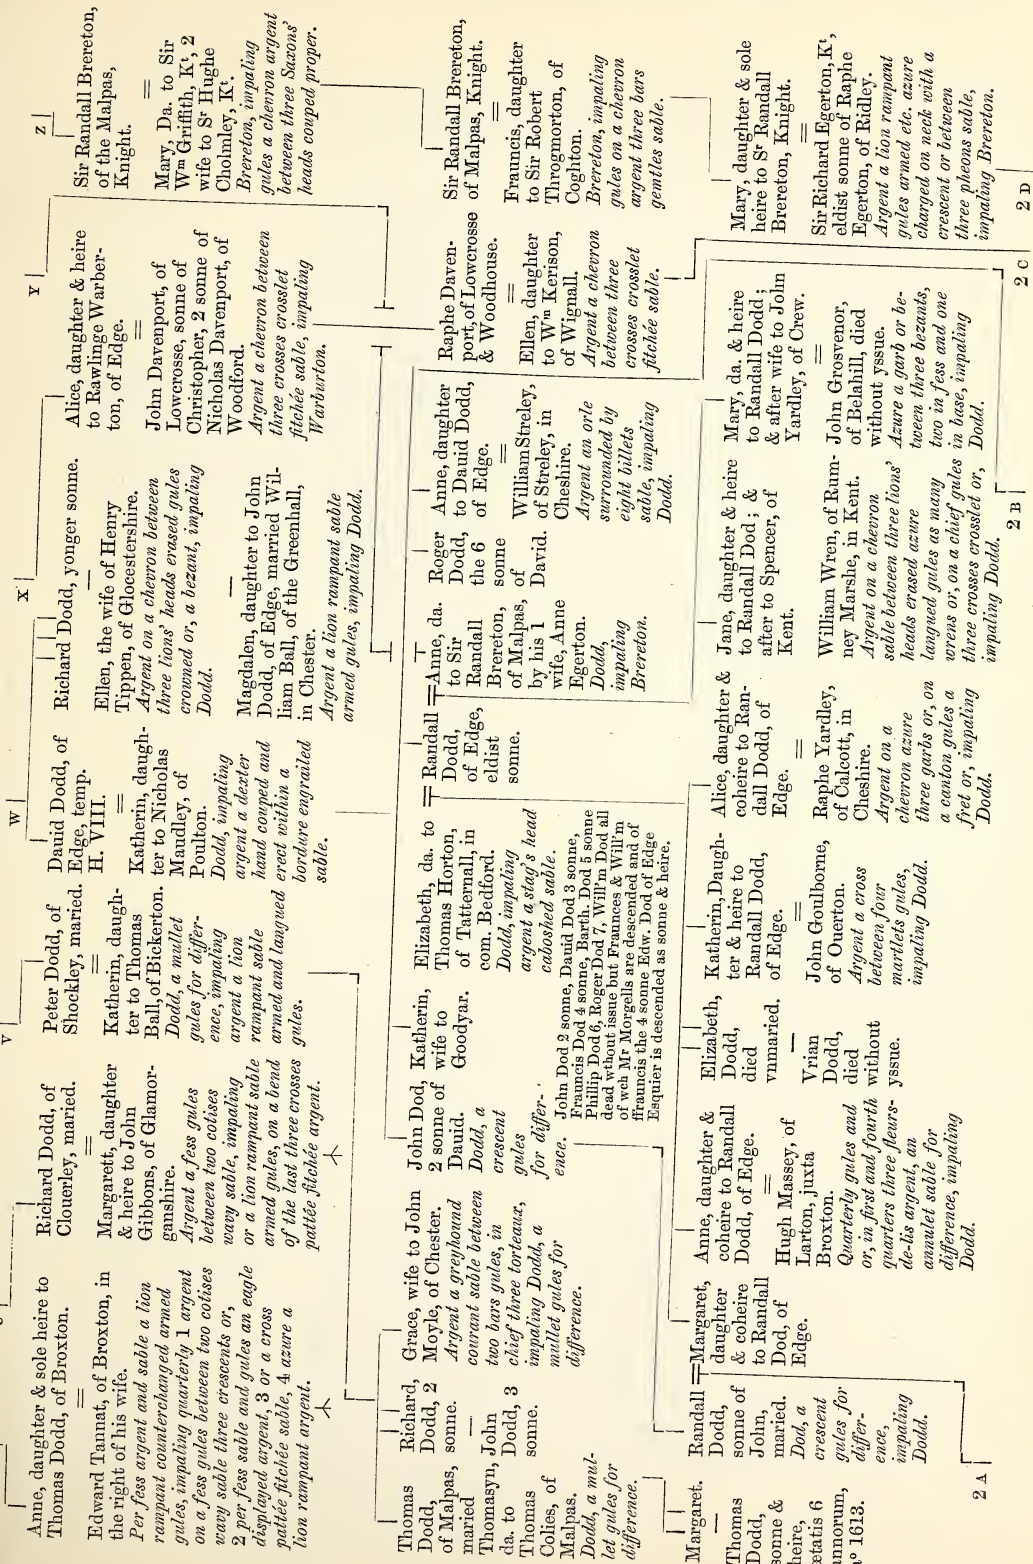 V
W
X
Y
Z
Anne, daughter & sole heire to
Thomas Dodd, of Broxton.
=
Edward Taunat, of Broxton, in
the right of his wife.
Per fess argent and sable a lion
rampant counterchanged armed
gules, impaling quarterly 1 argent
on a fess gules between two cotises
wavy sable three crescents or,
2 per fess sable and gules an eagle
displayed argent, 3 or a cross
pattée fitchée sable, 4 azure a
lion rampant argent.
Richard Dodd, of
Clouerley, maried.
=
Margarett, daughter
& heire to John
Gibbons, of Glamor-
ganshire.
Argent a fess gules
between two cotises
wavy sable, impaling
or a lion rampant sable
armed gules, on a bend
of the last three crosses
pattée fitchée argent.
Peter Dodd, of
Shockley, maried.
=
Katherin, daugh-
ter to Thomas
Ball, of Bickerton.
Dodd, a mullet
gules for differ-
ence, impaling
argent a lion
rampant sable
armed and langued
gules.
Dauid Dodd, of
Edge, temp.
H. VIII.
=
Katherin, daugh-
ter to Nicholas
Maudley, of
Poulton.
Dodd, impaling
argent a dexter
hand couped and
erect within a
bordure engrailed
sable.
Richard Dodd, yonger sonne.
Ellen, the wife of Henry
Tippen, of Glocestershire.
Argent on a chevron between
three lions' heads erased gules
crowned or, a bezant, impaling
Dodd.
—
Magdalen, daughter to John
Dodd, of Edge, married Wil-
liam Ball, of the Greenhall,
in Chester.
Argent a lion rampant sable
armed gules, impaling Dodd.
Alice, daughter & heire
to Rawlinge Warber-
ton, of Edge.
=
John Davenport, of
Lowcrosse, sonne of
Christopher, 2 sonne of
Nicholas Davenport, of
Woodford.
Argent a chevron between
three crosses crosslet
fitchée sable, impaling
Warburton.
Sir Randall Brereton,
of the Malpas,
Knight.
=
Mary, Da. to Sir
Wm Griffith, Kt, 2
wife to Sr Hughe
Cholmley, Kt.
Brereton, impaling
gules a chevron argent
between three Saxons'
heads couped proper.
Thomas
Dodd,
of Malpas,
maried
Thomasyn,
da. to
Thomas
Colies, of
Malpas.
Dodd, a mul-
let gules for
difference.
Richard,
Dodd, 2
sonne.
—
John
Dodd, 3
sonne.
Grace, wife to John
Moyle, of Chester.
Argent a greyhound
courant sable between
two bars gules, in
chief three torteaux,
impaling Dodd, a
mullet gules for
difference.
John Dod,
2 sonne of
Dauid.
Dodd, a
crescent
gules
for differ-
ence.
Katherin,
wife to
Goodyar.
Elizabeth, da. to
Thomas Horton,
of Tatternall, in
com. Bedford.
Dodd, impaling
argent a stag's head
caboshed sable.
John Dod 2 sonne, Dauid Dod 3 sonne,
Frauncis Dod 4 sonne, Barth. Dod 5 sonne
Phillip Dod 6, Roger Dod 7, Will'm Dod all
dead wthout issue but Fraunces & Will'm
of wch Mr Morgells are descended and of
ffrauncis the 4 sonne Edw. Dod of Edge
Esquier is descended as sonne & heire.
= Randall
Dodd,
of Edge,
eldist
sonne.
= Anne, da.
to Sir
Randall
Brereton,
of Malpas,
by his 1
wife, Anne
Egerton.
Dodd,
impaling
Brereton.
Roger
Dodd,
the 6
sonne
of
David.
Anne, daughter
to Dauid Dodd,
of Edge.
=
William Streley,
of Streley, in
Cheshire.
Argent an orle
surrounded by
eight billets
sable, impaling
Dodd.
Raphe Daven-
port, of Lowcrosse
& Woodhouse.
=
Ellen, daughter
to Wm Kerison,
of Wignall.
Argent a chevron
between three
crosses crosslet
fitchée sable.
Sir Randall Brereton,
of Malpas, Knight.
=
Frauncis, daughter
to Sir Robert
Throgmorton, of
Coghton.
Brereton, impaling
gules on a chevron
argent three bars
gemtles sable.
Margaret.
—
Thomas
Dodd,
sonne &
heire,
ætatis 6
annorum,
1613.
Randall
Dodd,
sonne of
John,
maried.
Dod, a
crescent
gules for
differ-
ence,
impaling
Dodd.
= Margaret,
daughter
& coheire
to Randall
Dod, of
Edge.
Anne, daughter &
coheire to Randall
Dodd, of Edge.
=
Hugh Massey, of
Larton, juxta
Broxton.
Quarterly gules and
or, in first and fourth
quarters three fleurs-
de-lis argent, an
annulet sable for
difference, impaling
Dodd.
Elizabeth,
Dodd,
died
vnmaried.
—
Vrian
Dodd,
died
without
yssue.
Katherin, Daugh-
ter & heire to
Randall Dodd,
of Edge.
=
John Goulborne,
of Ouerton.
Argent a cross
between four
martlets gules,
impaling Dodd.
Alice, daughter &
coheire to Ran-
dall Dodd, of
Edge.
=
Raphe Yardley,
of Calcott, in
Cheshire.
Argent on a
chevron azure
three garbs or, on
a canton gules a
fret or, impaling
Dodd.
Jane, daughter & heire
to Randall Dod; &
after to Spencer, of
Kent.
=
William Wren, of Rum-
ney Marshe, in Kent.
Argent on a chevron
sable between three lions'
heads erased azure
langued gules as many
wrens or, on a chief gules
three crosses crosslet or,
impaling Dodd.
Mary, da. & heire
to Randall Dodd;
& after wife to John
Yardley, of Crew.
=
John Grosvenor,
of Belahill, died
without yssue.
Azure a garb or be-
tween three bezants,
two in fess and one
in base, impaling
Dodd.
Mary, daughter & sole
heire to Sr Randall
Brereton, Knight.
=
Sir Richard Egerton, Kt,
eldist sonne of Raphe
Egerton, of Ridley.
Argent a lion rampant
gules armed etc. azure
charged on neck with a
crescent or between
three pheons sable,
impaling Brereton.
2 A
2 B
2 C
2 D